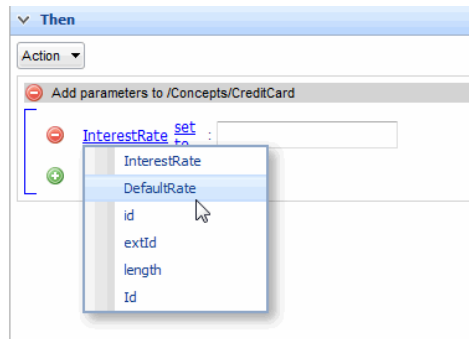 Then
Action
Add parameters to /Concepts/CreditCard
InterestRate set to :
InterestRate
DefaultRate
id
extId
length
Id